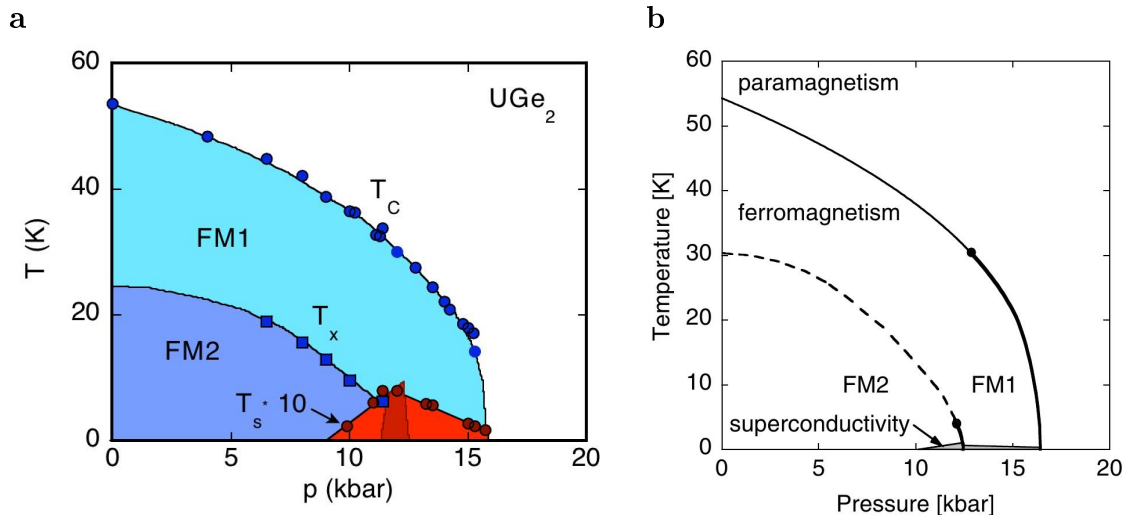 a
60
40
20
0
0
5
10
15
20
T (K)
p (kbar)
UGe2
TC
FM1
Tx
FM2
Ts * 10
b
60
50
40
30
20
10
0
0
5
10
15
20
Temperature [K]
Pressure [kbar]
paramagnetism
ferromagnetism
FM2
FM1
superconductivity